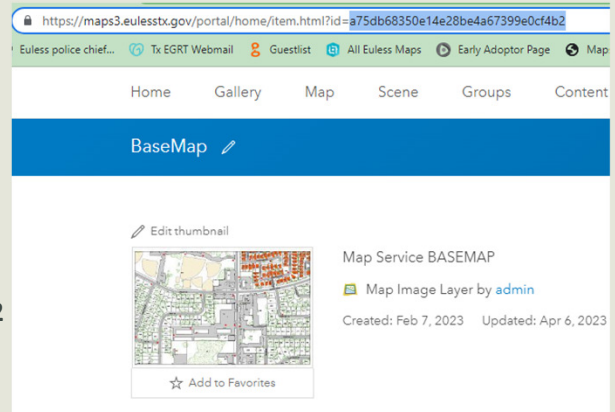 https://maps3.eulesstx.gov/portal/home/item.html?id=a75db68350e14e28be4a67399e0cf4b2
Euless police chief... Tx EGRT Webmail Guestlist All Euless Maps Early Adoptor Page Map
Home Gallery Map Scene Groups Content
BaseMap
Edit thumbnail
Map Service BASEMAP
Map Image Layer by admin
2
Created: Feb 7, 2023 Updated: Apr 6, 2023
Add to Favorites